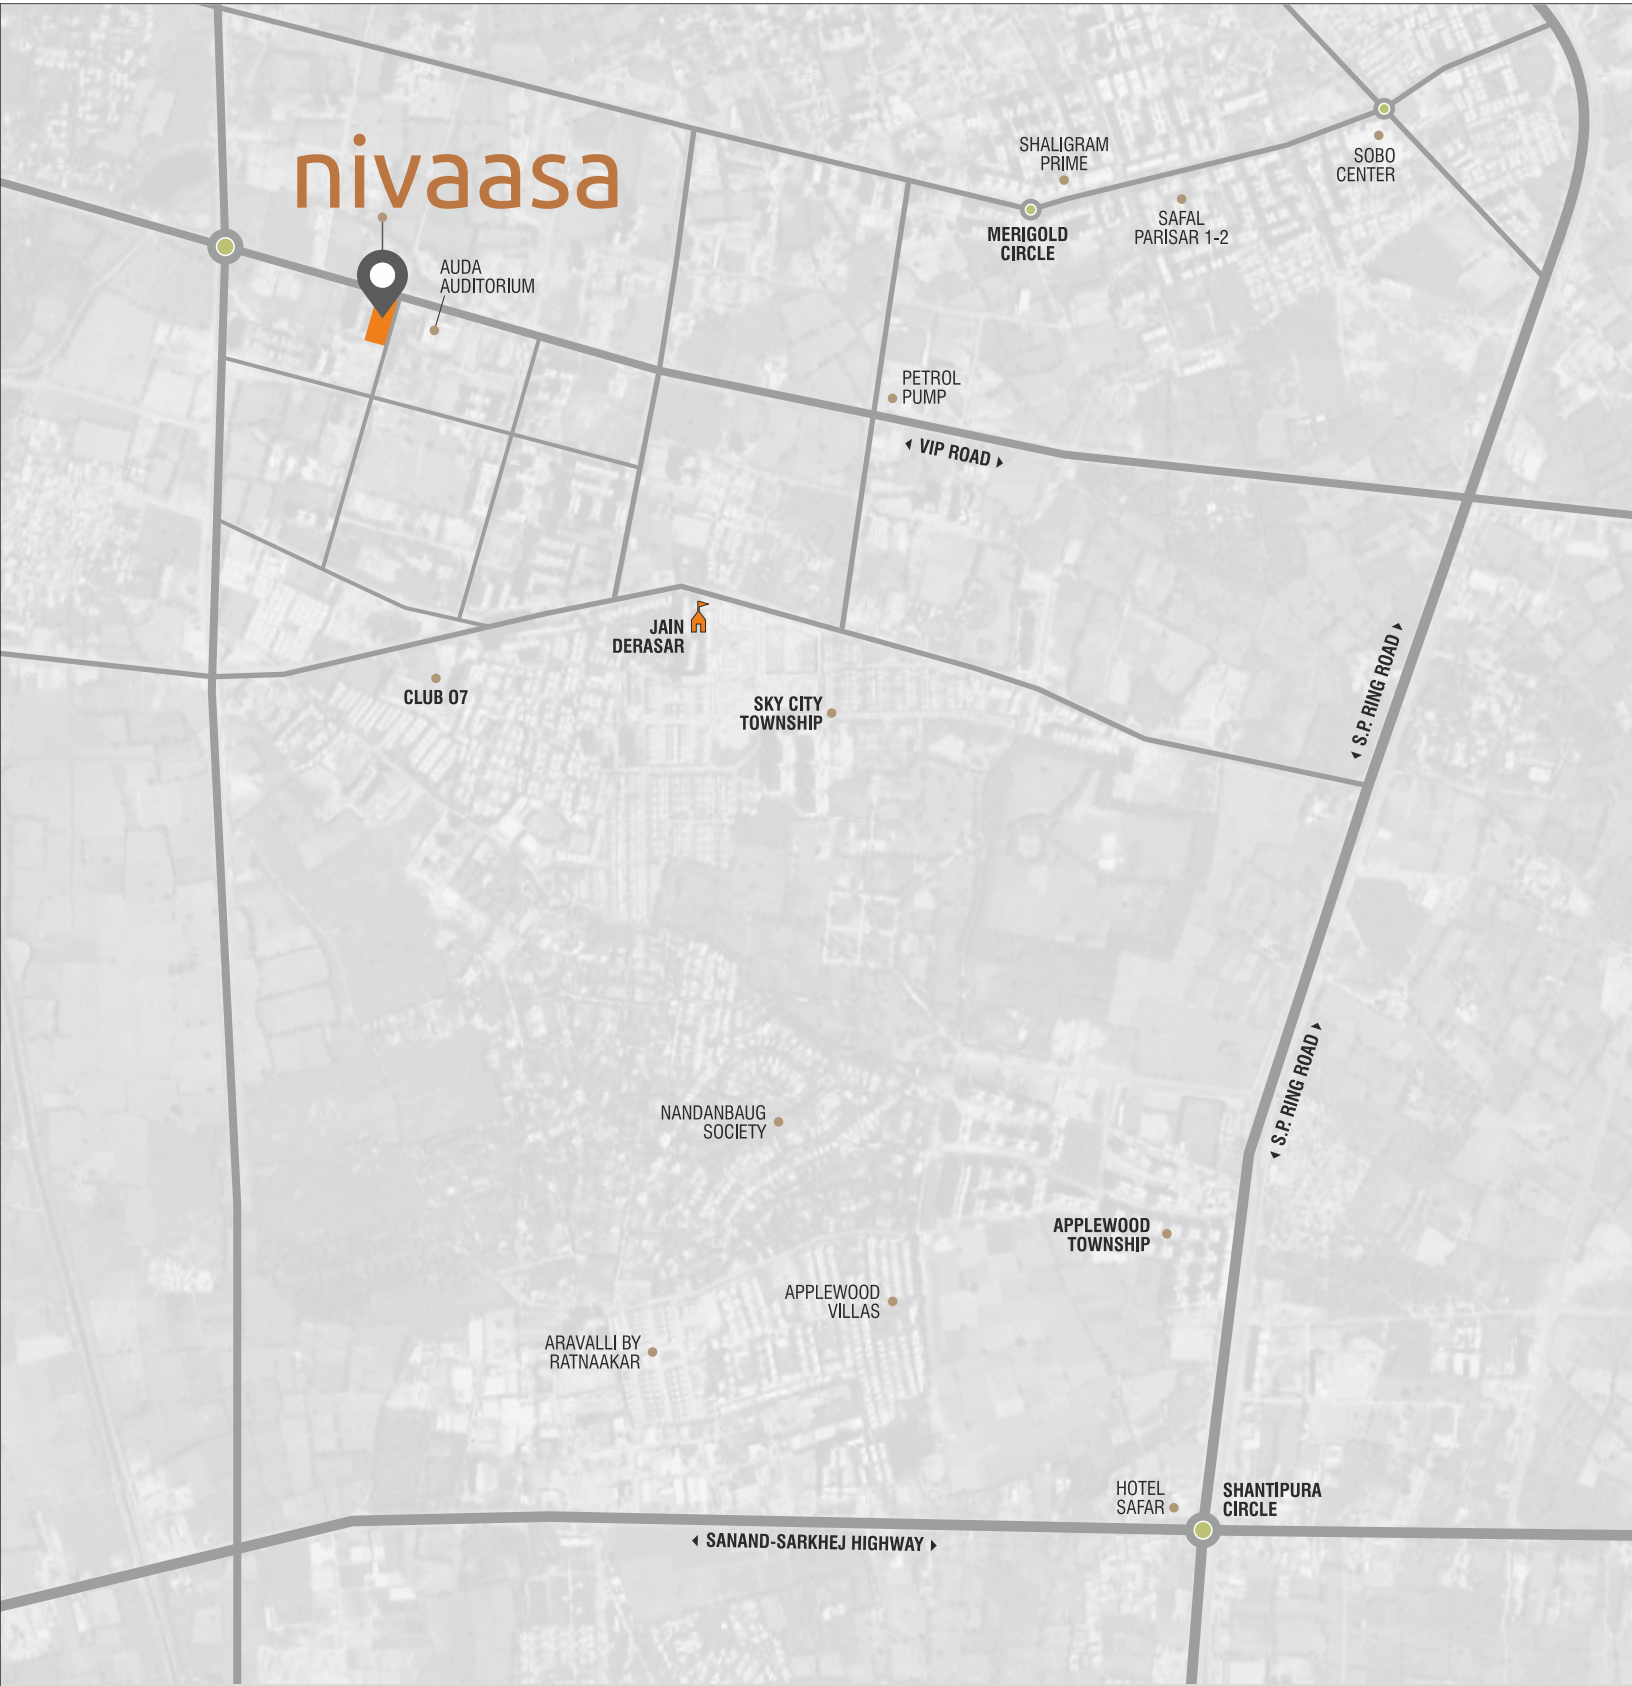 nivaasa
SHALIGRAM
PRIME
SOBO
CENTER
SAFAL
PARISAR 1-2
MERIGOLD
CIRCLE
AUDA
AUDITORIUM
PETROL
PUMP
VIP ROAD
JAIN
DERASAR
CLUB 07
SKY CITY
TOWNSHIP
S.P. RING ROAD
S.P. RING ROAD
NANDANBAUG
SOCIETY
APPLEWOOD
TOWNSHIP
APPLEWOOD
VILLAS
ARAVALLI BY
RATNAAKAR
HOTEL
SAFAR
SHANTIPURA
CIRCLE
SANAND-SARKHEJ HIGHWAY